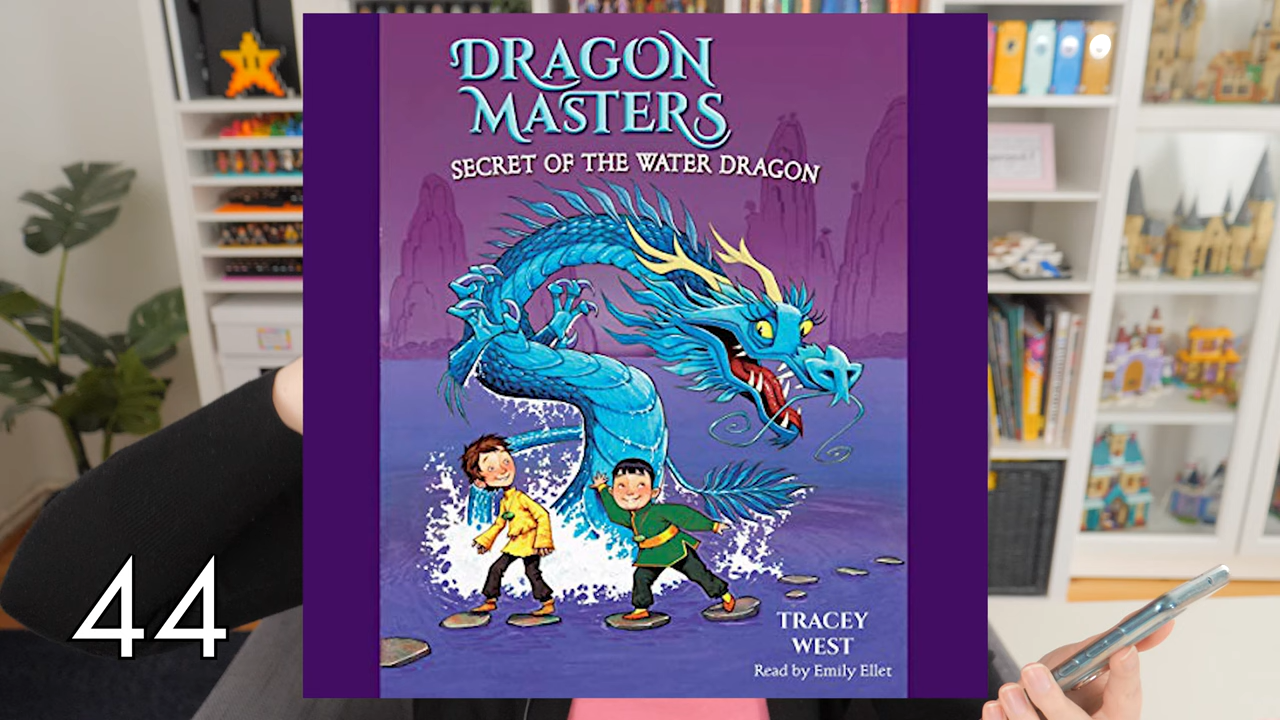 DRAGON
MASTERS
SECRET OF THE WATER DRAGON
TRACEY
WEST
Read by Emily Ellet
44